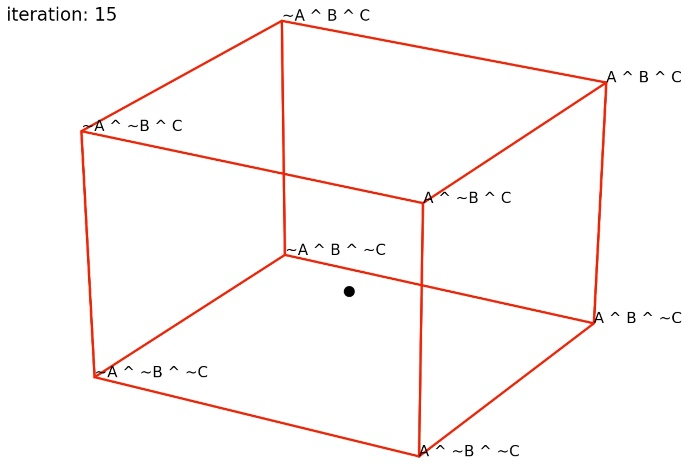 iteration: 15
~A ^ B ^ C
A ^ B ^ C
~A ^ ~B ^ C
A ^ ~B ^ C
~A ^ B ^ ~C
A ^ B ^ ~C
~A ^ ~B ^ ~C
A ^ ~B ^ ~C